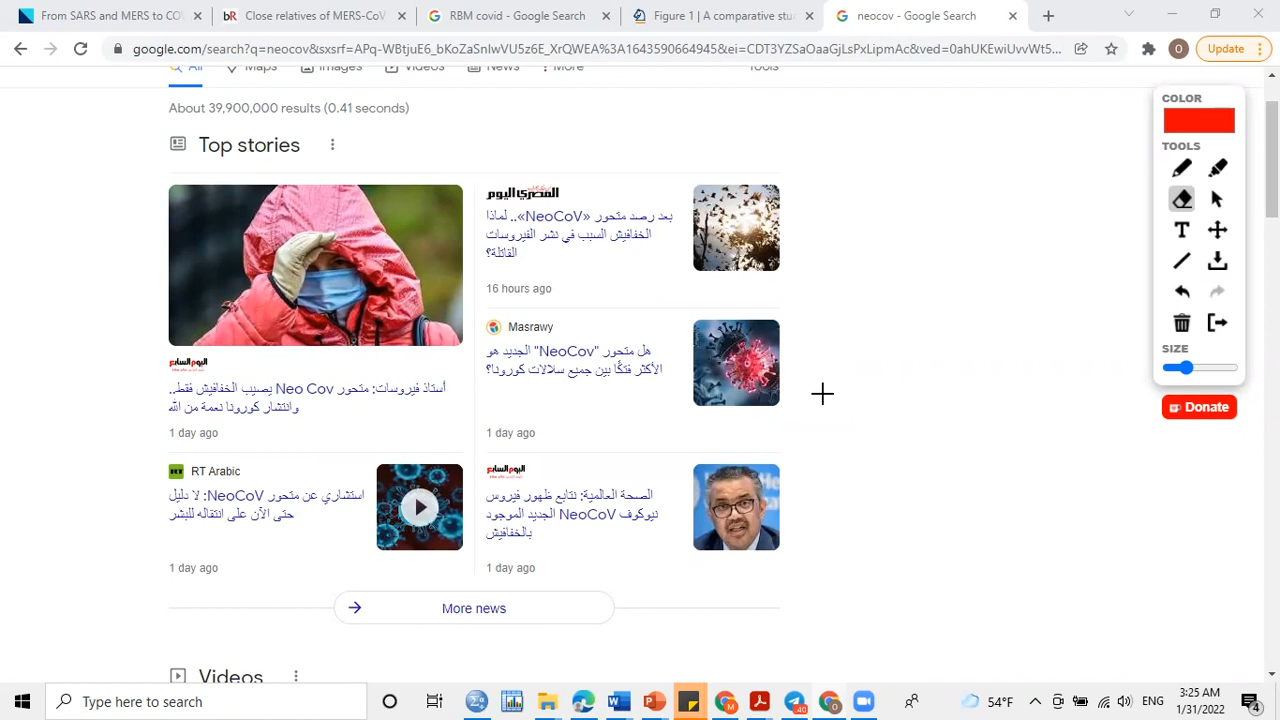 From SARS and MERS to COV
Close relatives of MERS-CoV
RBM covid - Google Search
Figure 1 | A comparative stu
neocov - Google Search
google.com/search?q=neocov&sxsrf=APq-WBtjuE6_bKoZaSnIwVU5z6E_XrQWEA%3A1643590664945&ei=CDT3YZSaOaaGjLsPxLipmAc&ved=0ahUKEwiUvvWt5...
O
Update
All
Maps
Images
Videos
News
More
Tools
About 39,900,000 results (0.41 seconds)
Top stories
اليوم السابع
أستاذ فيروسات: متحور Neo Cov يصيب الخفافيش فقط..
وانتشار كورونا نعمة من الله
1 day ago
المصري اليوم
بعد رصد متحور «NeoCoV».. لماذا
الخفافيش السبب في نشر الفيروسات
القاتلة؟
16 hours ago
Masrawy
هل متحور "NeoCov" الجديد هو
الأكثر فتكًا بين جميع سلالات كورونا؟
1 day ago
RT
RT Arabic
استشاري عن متحور NeoCoV: لا دليل
حتى الآن على انتقاله للبشر
1 day ago
اليوم السابع
الصحة العالمية: نتابع ظهور فيروس
نيوكوف NeoCoV الجديد الموجود
بالخفافيش
1 day ago
More news
Videos
COLOR
TOOLS
T
SIZE
Donate
Type here to search
54°F
ENG
3:25 AM
1/31/2022